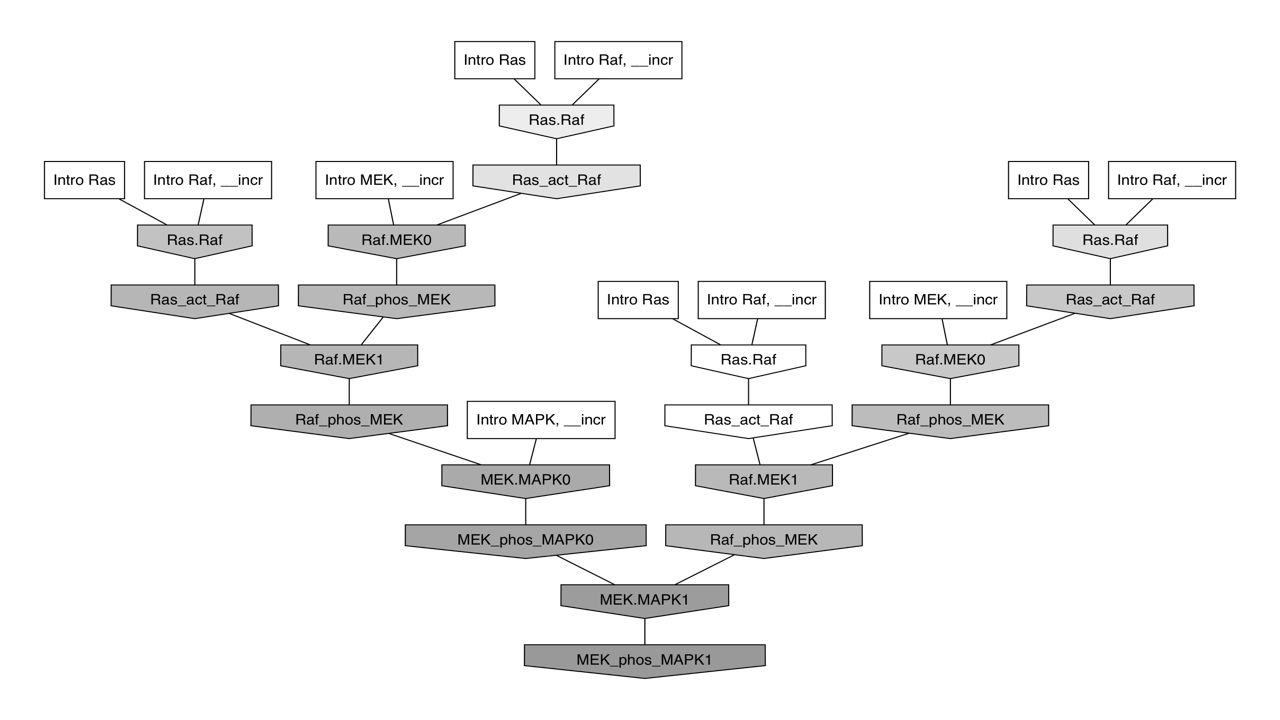 Intro Ras
Intro Raf, __incr
Ras.Raf
Intro Ras
Intro Raf, __incr
Intro MEK, __incr
Ras_act_Raf
Intro Ras
Intro Raf, __incr
Ras.Raf
Raf.MEK0
Ras.Raf
Ras_act_Raf
Raf_phos_MEK
Intro Ras
Intro Raf, __incr
Intro MEK, __incr
Ras_act_Raf
Raf.MEK1
Ras.Raf
Raf.MEK0
Raf_phos_MEK
Intro MAPK, __incr
Ras_act_Raf
Raf_phos_MEK
MEK.MAPK0
Raf.MEK1
MEK_phos_MAPK0
Raf_phos_MEK
MEK.MAPK1
MEK_phos_MAPK1